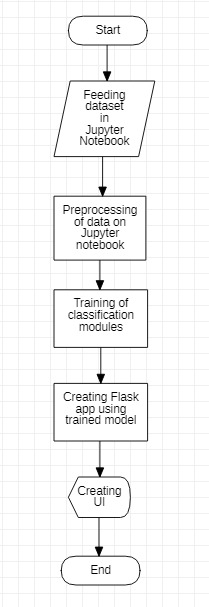 Start
Feeding
dataset
in
Jupyter
Notebook
Preprocessing
of data on
Jupyter
notebook
Training of
classification
modules
Creating Flask
app using
trained model
Creating
UI
End